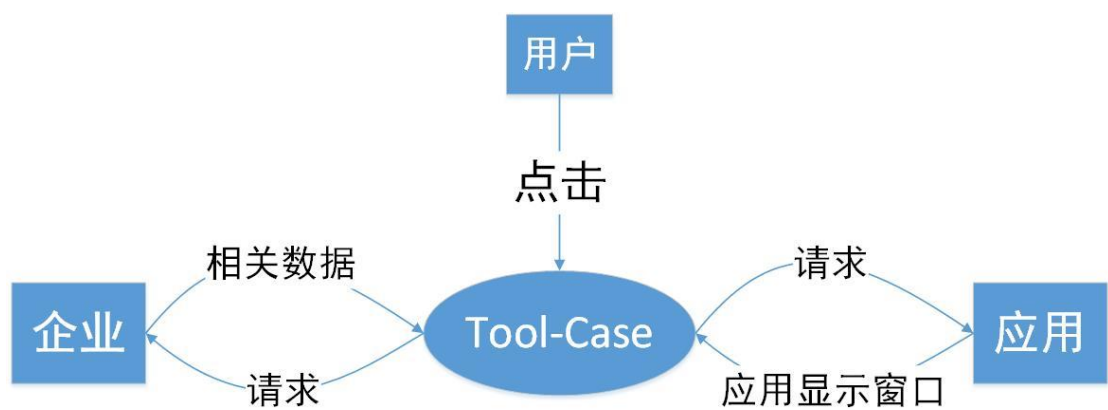 用户
点击
相关数据
请求
企业
Tool-Case
应用
请求
应用显示窗口